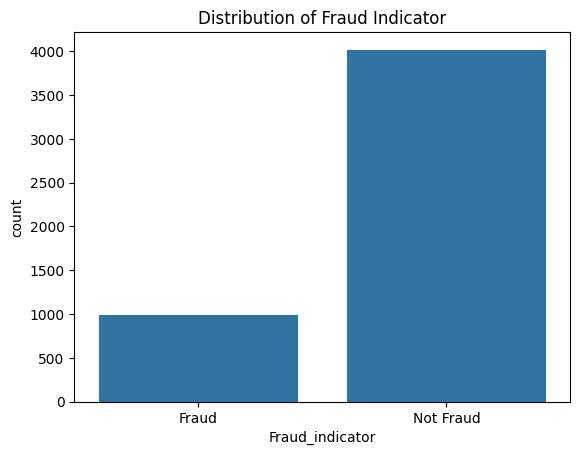 Distribution of Fraud Indicator
4000
3500
3000
2500
2000
1500
1000
500
0
count
Fraud
Not Fraud
Fraud_indicator